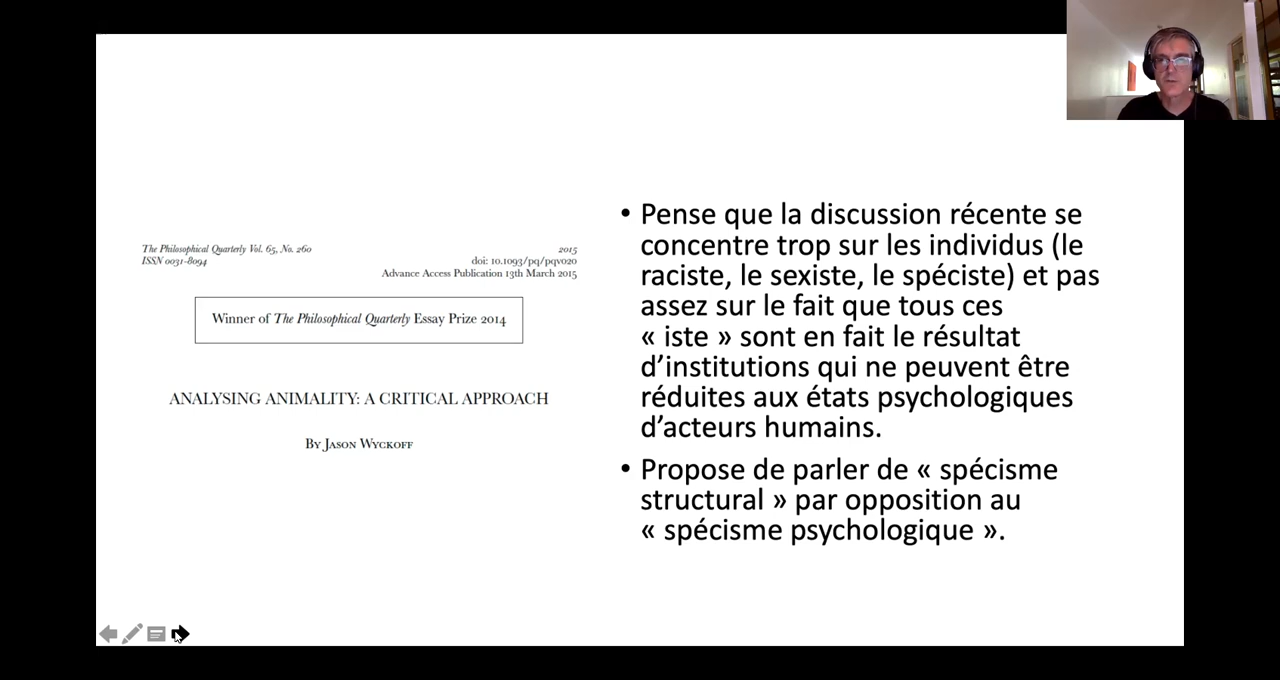 The Philosophical Quarterly Vol. 65, No. 260
ISSN 0031-8094
2015
doi: 10.1093/pq/pqv020
Advance Access Publication 13th March 2015
Winner of The Philosophical Quarterly Essay Prize 2014
ANALYSING ANIMALITY: A CRITICAL APPROACH
By Jason Wyckoff
• Pense que la discussion récente se
concentre trop sur les individus (le
raciste, le sexiste, le spéciste) et pas
assez sur le fait que tous ces
« iste » sont en fait le résultat
d’institutions qui ne peuvent être
réduites aux états psychologiques
d’acteurs humains.
• Propose de parler de « spécisme
structural » par opposition au
« spécisme psychologique ».